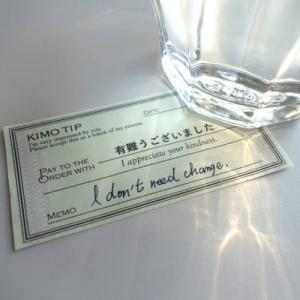 KIMO TIP
DATE
I'm very impressed by you.
Please accept this as a token of my esteem.
PAY TO THE
ORDER WITH
有難うございました
I appreciate your kindness.
MEMO
I don't need change.